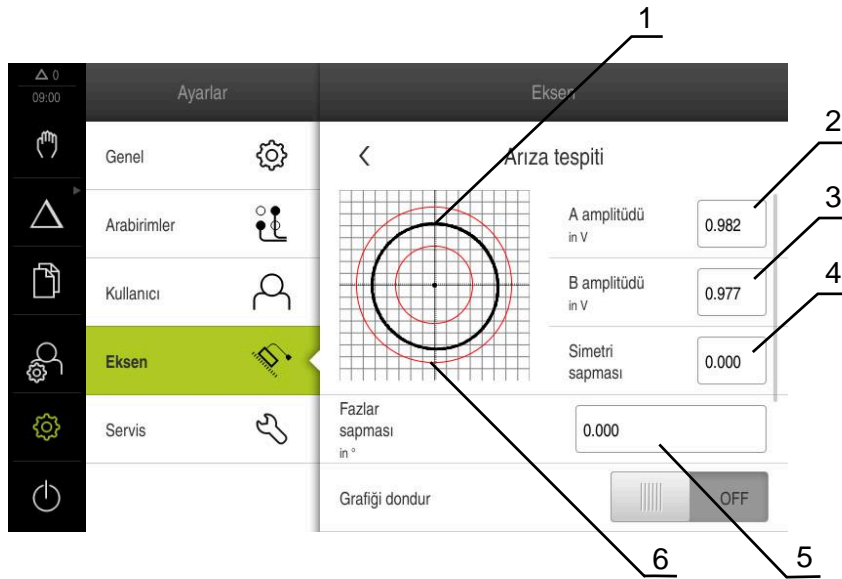 1
0
09:00
Ayarlar
Eksen
Genel
Arabirimler
Kullanıcı
Eksen
Servis
Arıza tespiti
A amplitüdü
in V
0.982
2
B amplitüdü
in V
0.977
3
Simetri
sapması
0.000
4
Fazlar
sapması
in °
0.000
Grafiği dondur
OFF
6
5